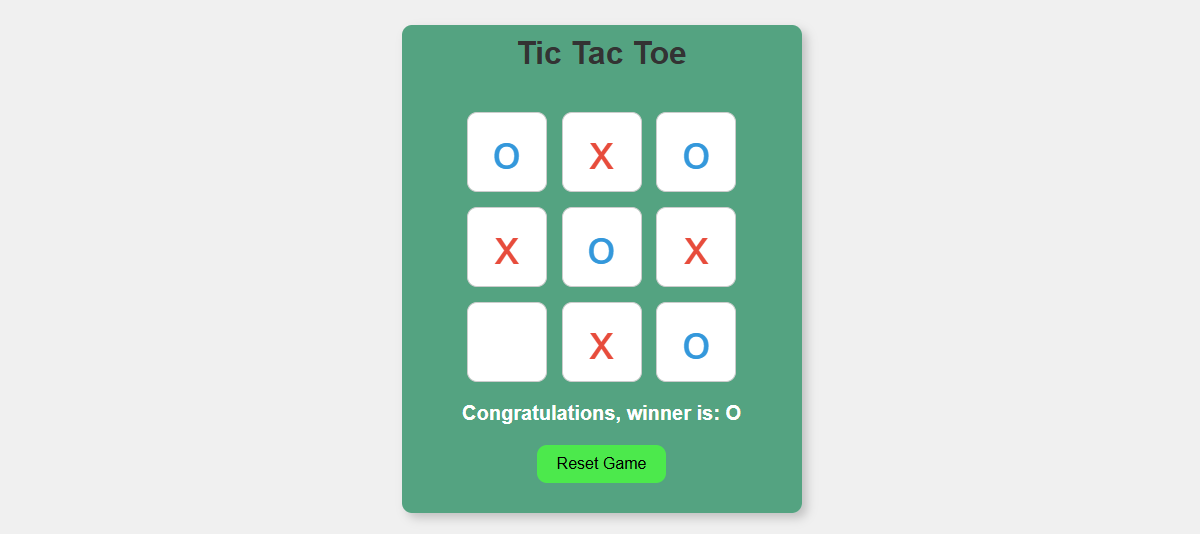 Tic Tac Toe
O X O
X O X
X O
Congratulations, winner is: O
Reset Game